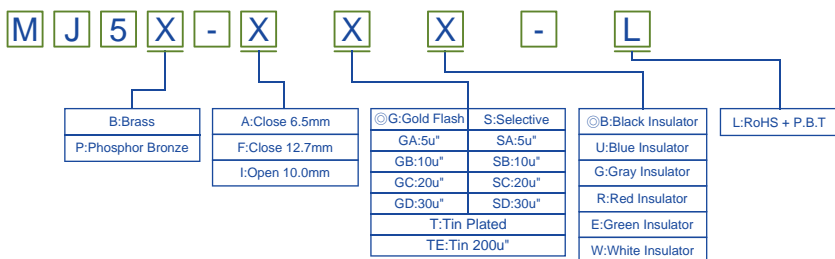 M J 5 X - X X X - L
B:Brass
P:Phosphor Bronze
A:Close 6.5mm
F:Close 12.7mm
I:Open 10.0mm
◎G:Gold Flash S:Selective
GA:5u" SA:5u"
GB:10u" SB:10u"
GC:20u" SC:20u"
GD:30u" SD:30u"
T:Tin Plated
TE:Tin 200u"
◎B:Black Insulator
U:Blue Insulator
G:Gray Insulator
R:Red Insulator
E:Green Insulator
W:White Insulator
L:RoHS + P.B.T